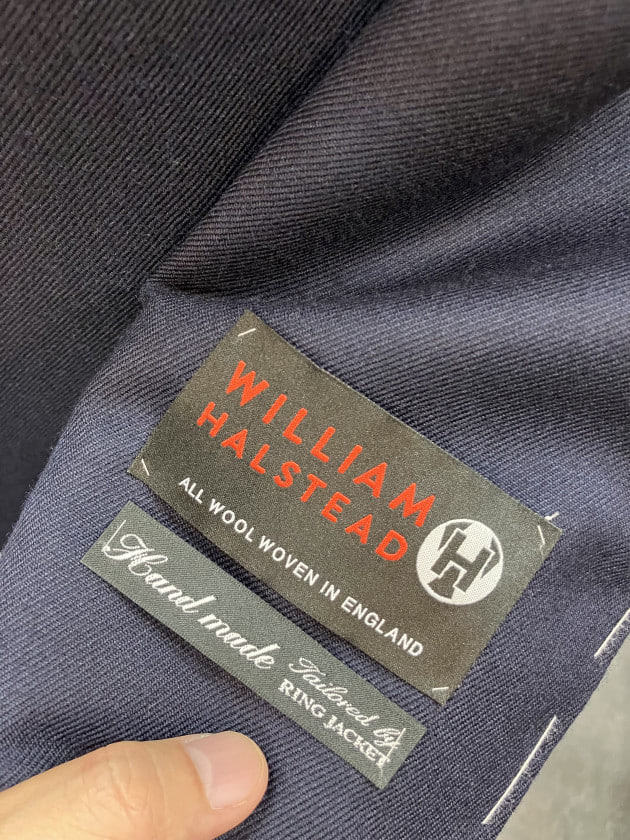 WILLIAM
HALSTEAD
H
ALL WOOL WOVEN IN ENGLAND
Hand made
Tailored by
RING JACKET